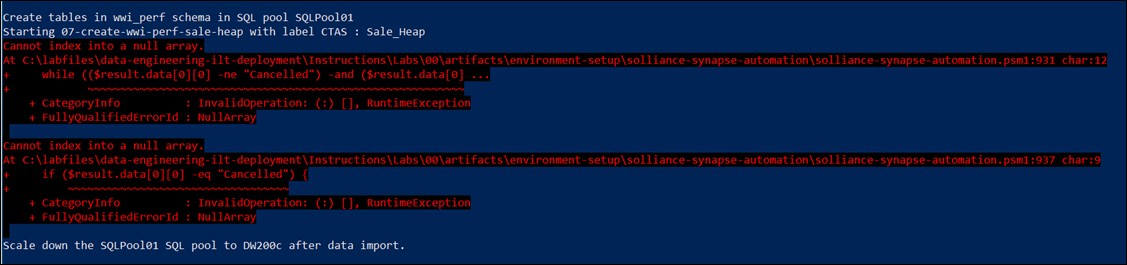 Create tables in wwi_perf schema in SQL pool SQLPool01
Starting 07-create-wwi-perf-sale-heap with label CTAS : Sale_Heap
Cannot index into a null array.
At C:\labfiles\data-engineering-ilt-deployment\Instructions\Labs\00\artifacts\environment-setup\solliance-synapse-automation\solliance-synapse-automation.psm1:931 char:12
+     while (($result.data[0][0] -ne "Cancelled") -and ($result.data[0] ...
+            ~~~~~~~~~~~~~~~~~~~~~~~~~~~~~~~~~~~~~~~~~~~~~~~~~~~~~~~~~~
    + CategoryInfo          : InvalidOperation: (:) [], RuntimeException
    + FullyQualifiedErrorId : NullArray
Cannot index into a null array.
At C:\labfiles\data-engineering-ilt-deployment\Instructions\Labs\00\artifacts\environment-setup\solliance-synapse-automation\solliance-synapse-automation.psm1:937 char:9
+     if ($result.data[0][0] -eq "Cancelled") {
+         ~~~~~~~~~~~~~~~~~~~~~~~~~~~~~~~~~~
    + CategoryInfo          : InvalidOperation: (:) [], RuntimeException
    + FullyQualifiedErrorId : NullArray
Scale down the SQLPool01 SQL pool to DW200c after data import.